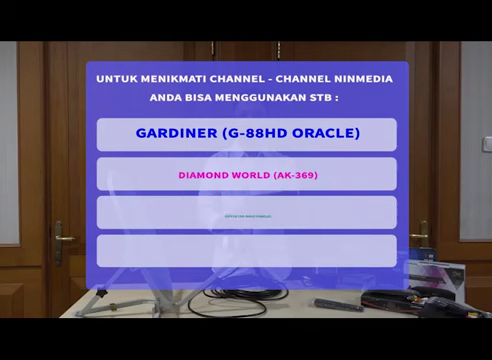 UNTUK MENIKMATI CHANNEL - CHANNEL NINMEDIA
ANDA BISA MENGGUNAKAN STB :
GARDINER (G-88HD ORACLE)
DIAMOND WORLD (AK-369)